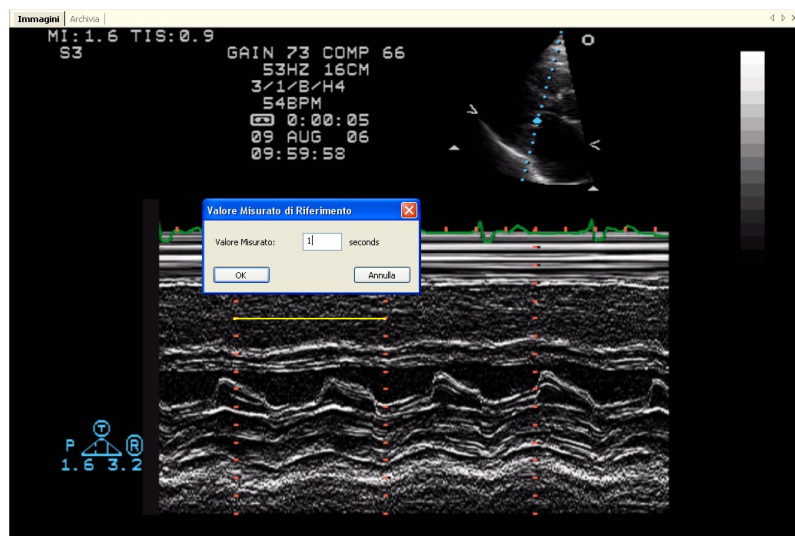 Immagini Archivia
MI:1.6 TIS:0.9
S3
GAIN 73 COMP 66
53HZ 16CM
3/1/B/H4
54BPM
0:00:05
09 AUG 06
09:59:58
Valore Misurato di Riferimento
Valore Misurato: 1 seconds
OK Annulla
T
P R
1.6 3.2